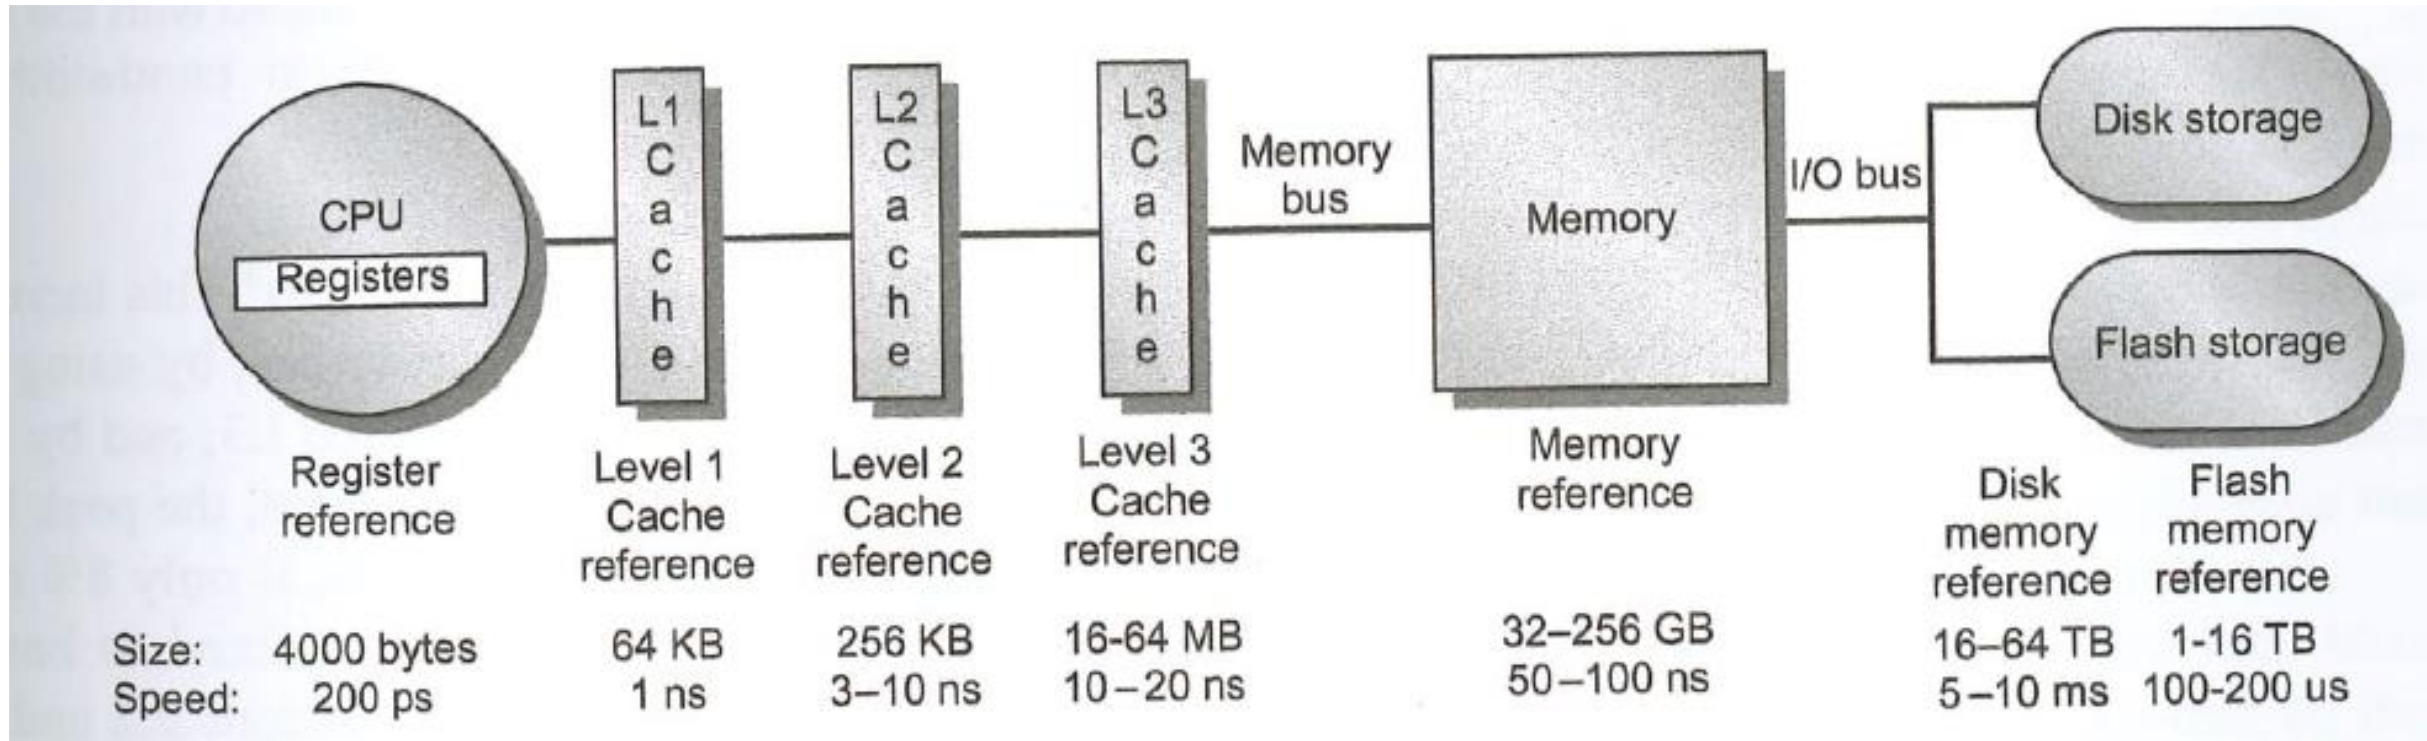 CPU
Registers
L1
C
a
c
h
e
L2
C
a
c
h
e
L3
C
a
c
h
e
Memory
bus
Memory
I/O bus
Disk storage
Flash storage
Register
reference
Level 1
Cache
reference
Level 2
Cache
reference
Level 3
Cache
reference
Memory
reference
Disk
memory
reference
Flash
memory
reference
Size: 4000 bytes 64 KB 256 KB 16-64 MB 32–256 GB 16–64 TB 1-16 TB
Speed: 200 ps 1 ns 3–10 ns 10–20 ns 50–100 ns 5–10 ms 100-200 us